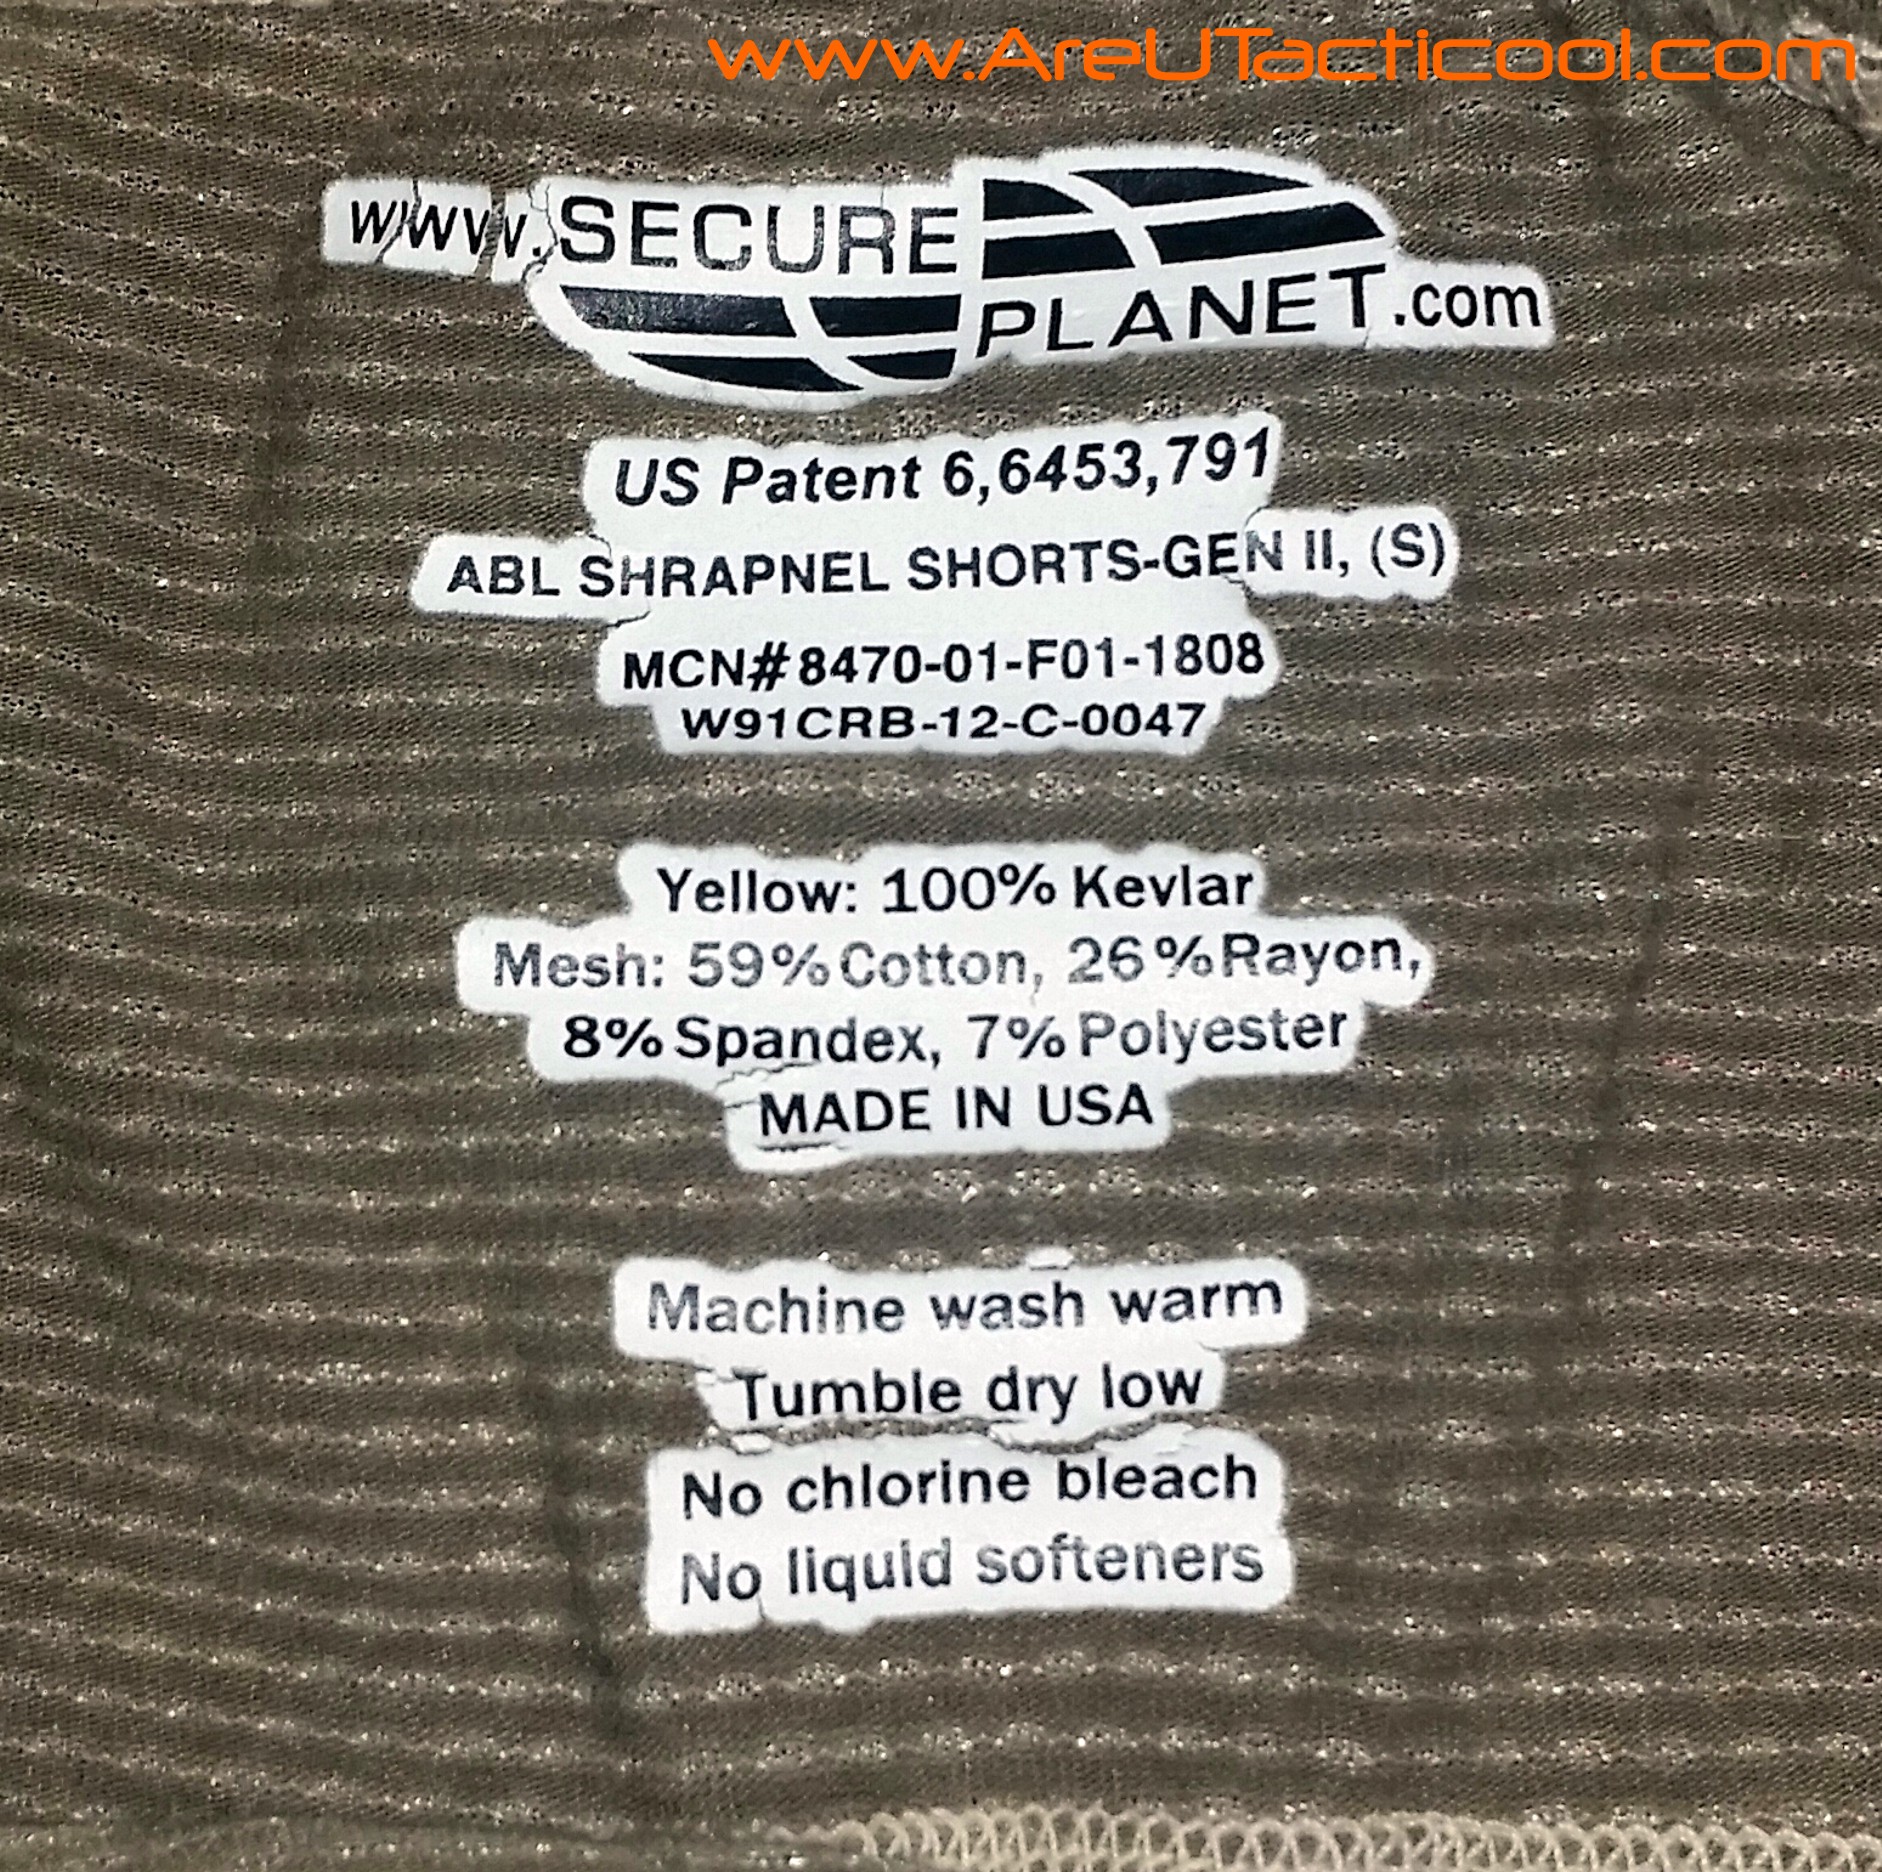 www.AreUTacticool.com
www.SECURE
PLANET.com
US Patent 6,6453,791
ABL SHRAPNEL SHORTS-GEN II, (S)
MCN#8470-01-F01-1808
W91CRB-12-C-0047
Yellow: 100% Kevlar
Mesh: 59%Cotton, 26%Rayon,
8%Spandex, 7%Polyester
MADE IN USA
Machine wash warm
Tumble dry low
No chlorine bleach
No liquid softeners